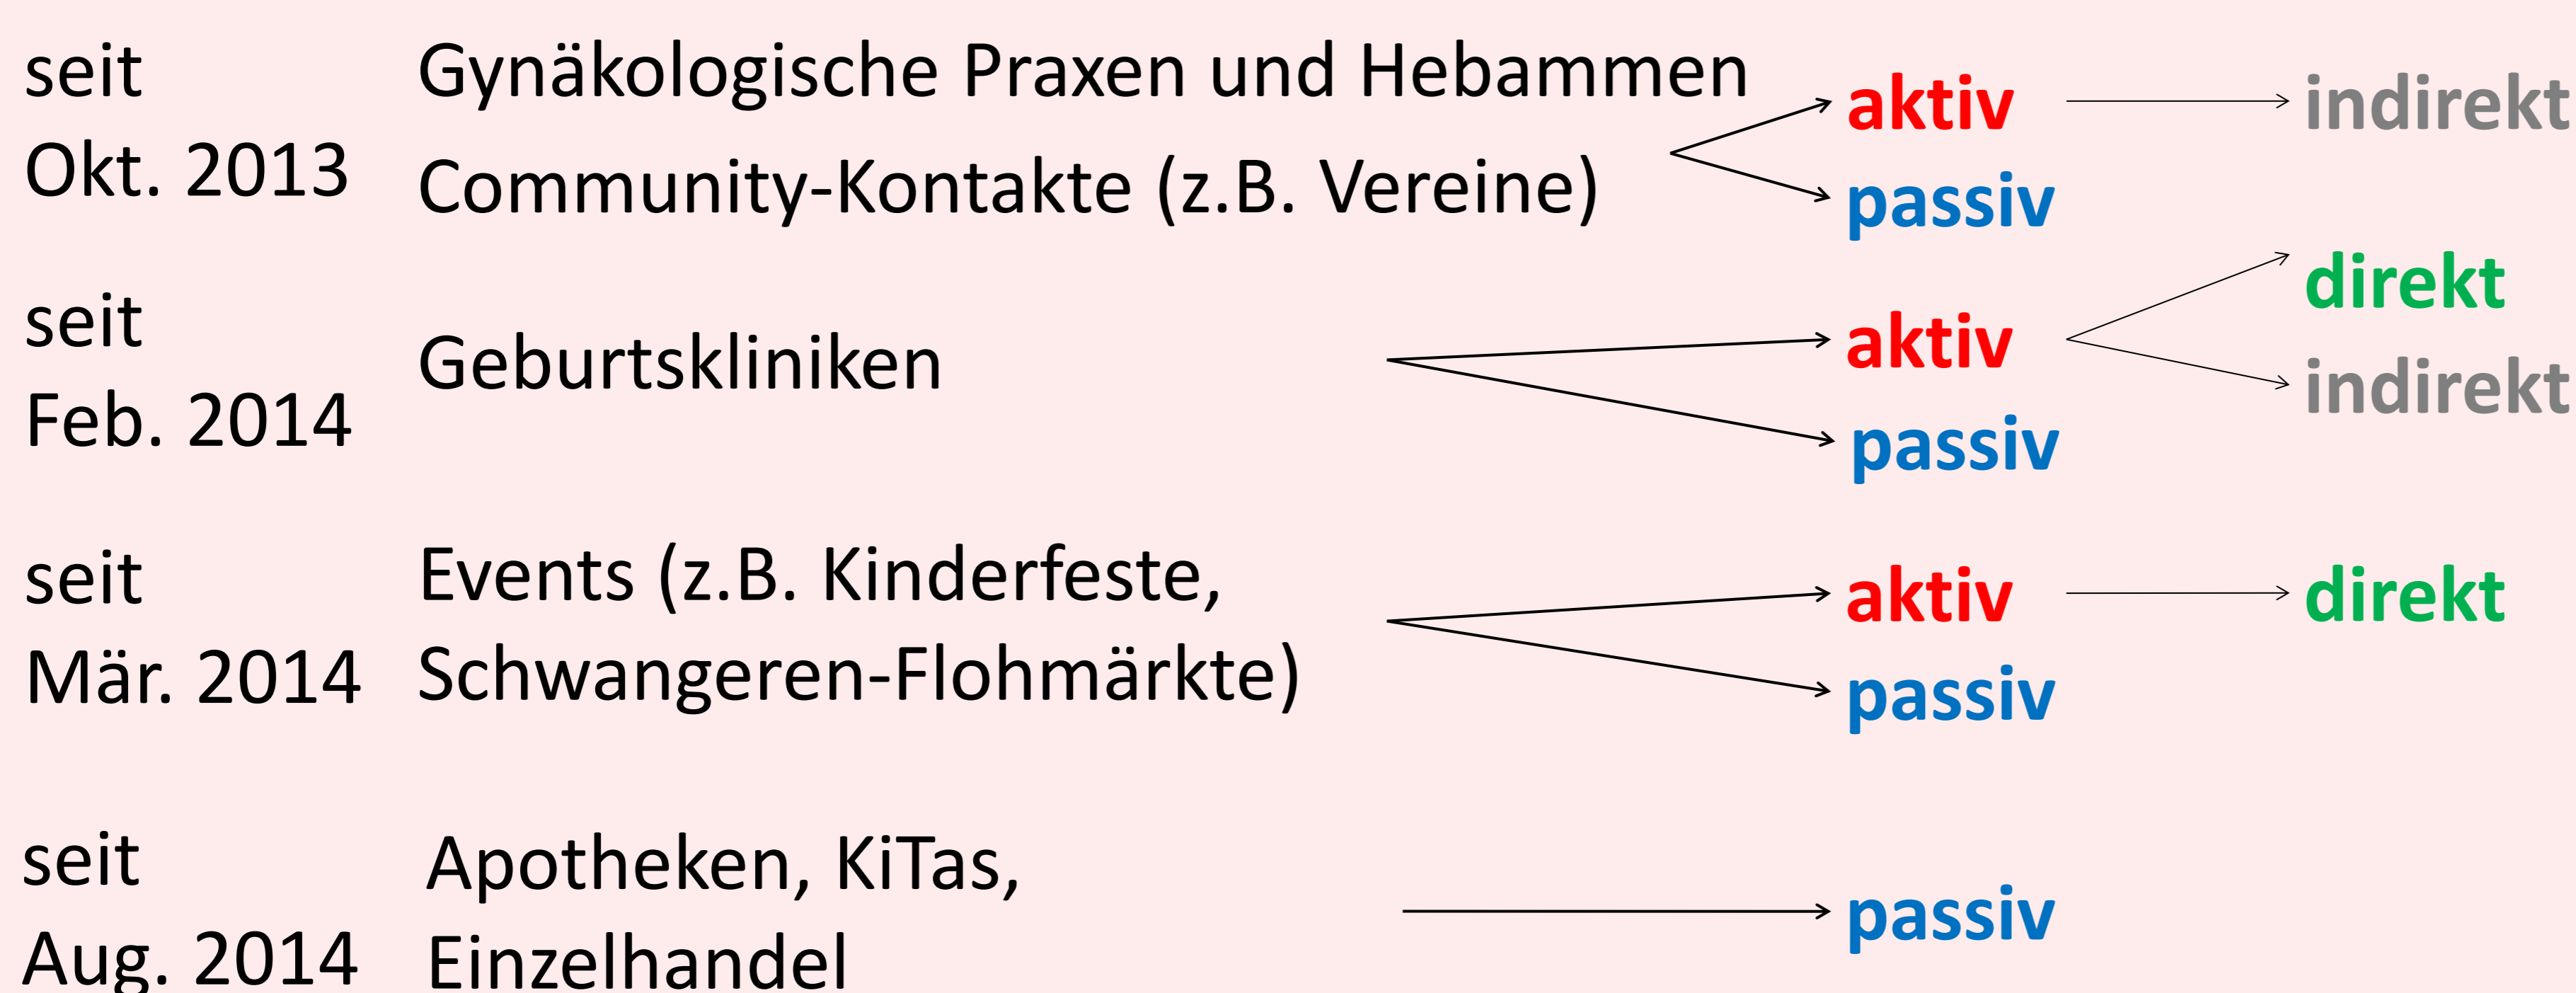 seit
Okt. 2013
Gynäkologische Praxen und Hebammen
Community-Kontakte (z.B. Vereine)
aktiv
passiv
indirekt
seit
Feb. 2014
Geburtskliniken
aktiv
passiv
direkt
indirekt
seit
Mär. 2014
Events (z.B. Kinderfeste,
Schwangeren-Flohmärkte)
aktiv
passiv
direkt
seit
Aug. 2014
Apotheken, KiTas,
Einzelhandel
passiv